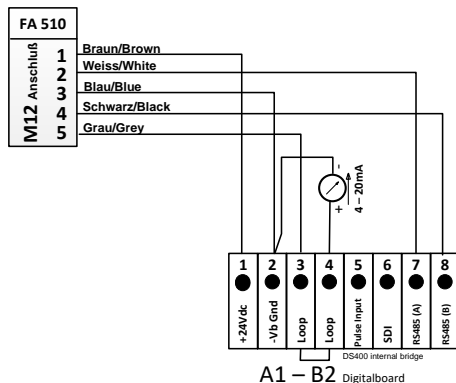 FA 510
M12 Anschluß
1 Braun/Brown
2 Weiss/White
3 Blau/Blue
4 Schwarz/Black
5 Grau/Grey
-
+
4 – 20mA
1 2 3 4 5 6 7 8
+24Vdc
-Vb Gnd
Loop
Loop
Pulse Input
SDI
RS485 (A)
RS485 (B)
DS400 internal bridge
A1 – B2 Digitalboard